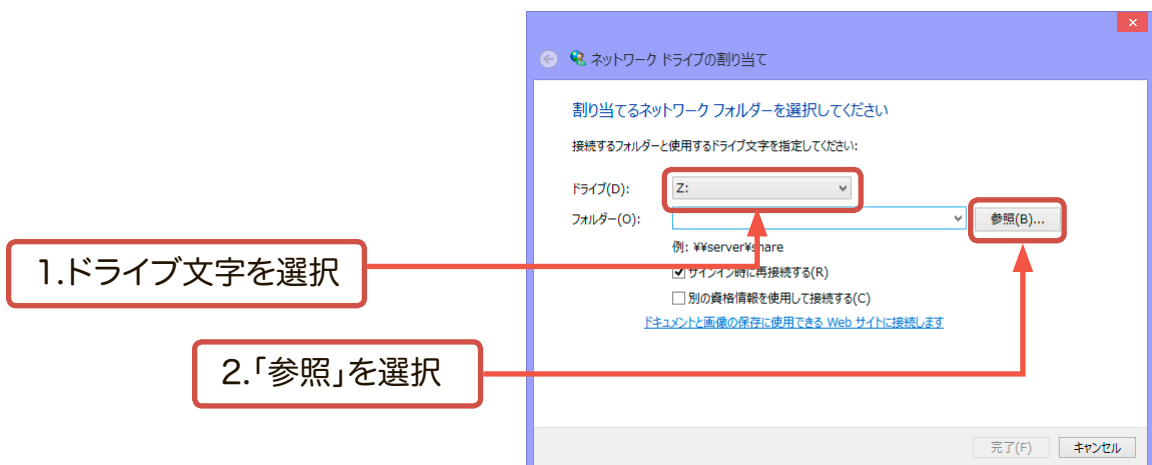 ネットワーク ドライブの割り当て
割り当てるネットワーク フォルダーを選択してください
接続するフォルダーと使用するドライブ文字を指定してください:
ドライブ(D): Z:
フォルダー(O): 参照(B)...
例: ¥¥server¥share
1.ドライブ文字を選択
サインイン時に再接続する(R)
別の資格情報を使用して接続する(C)
ドキュメントと画像の保存に使用できる Web サイトに接続します
2.「参照」を選択
完了(F) キャンセル